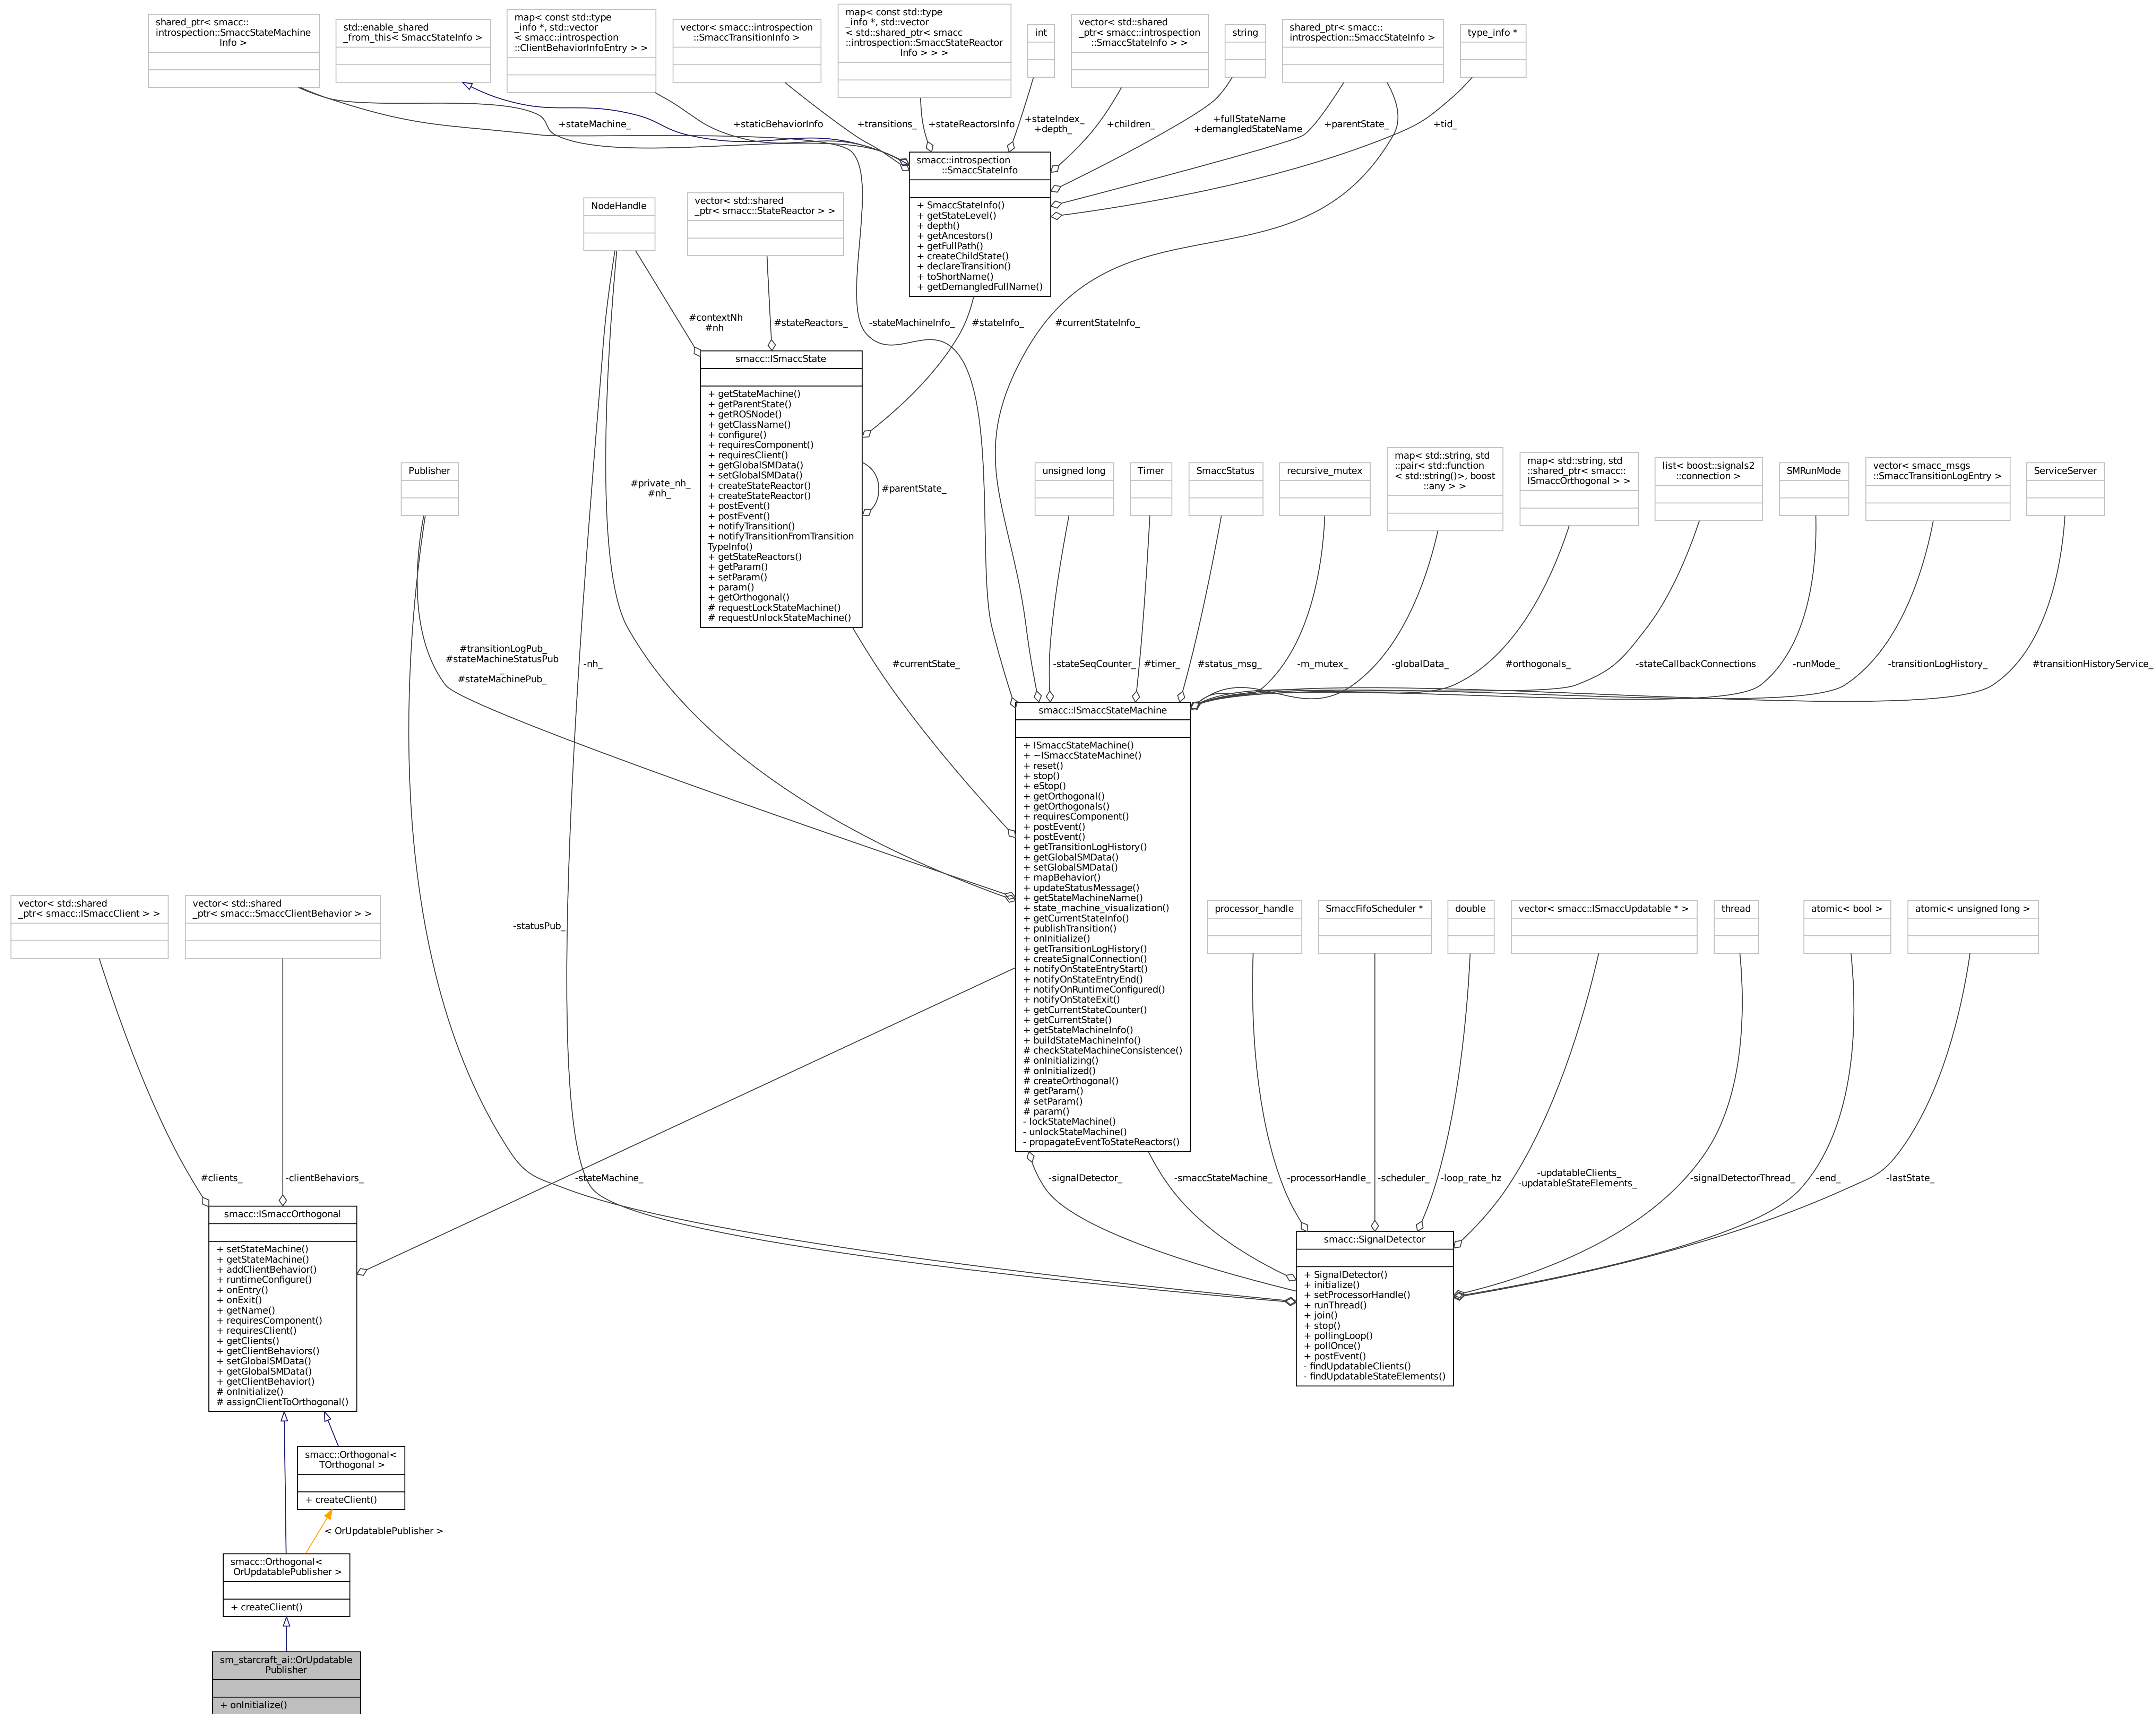 shared_ptr< smacc::
introspection::SmaccStateMachine
Info >
std::enable_shared
_from_this< SmaccStateInfo >
map< const std::type
_info *, std::vector
< smacc::introspection
::ClientBehaviorInfoEntry > >
vector< smacc::introspection
::SmaccTransitionInfo >
map< const std::type
_info *, std::vector
< std::shared_ptr< smacc
::introspection::SmaccStateReactor
Info > > >
int
vector< std::shared
_ptr< smacc::introspection
::SmaccStateInfo > >
string
shared_ptr< smacc::
introspection::SmaccStateInfo >
type_info *
+stateMachine_
+staticBehaviorInfo
+transitions_
+stateReactorsInfo
+stateIndex_
+depth_
+children_
+fullStateName
+demangledStateName
+parentState_
+tid_
smacc::introspection
::SmaccStateInfo
+ SmaccStateInfo()
+ getStateLevel()
+ depth()
+ getAncestors()
+ getFullPath()
+ createChildState()
+ declareTransition()
+ toShortName()
+ getDemangledFullName()
NodeHandle
vector< std::shared
_ptr< smacc::StateReactor > >
#contextNh
#nh
#stateReactors_
-stateMachineInfo_
#stateInfo_
#currentStateInfo_
smacc::ISmaccState
+ getStateMachine()
+ getParentState()
+ getROSNode()
+ getClassName()
+ configure()
+ requiresComponent()
+ requiresClient()
+ getGlobalSMData()
+ setGlobalSMData()
+ createStateReactor()
+ createStateReactor()
+ postEvent()
+ postEvent()
+ notifyTransition()
+ notifyTransitionFromTransition
TypeInfo()
+ getStateReactors()
+ getParam()
+ setParam()
+ param()
+ getOrthogonal()
# requestLockStateMachine()
# requestUnlockStateMachine()
#parentState_
Publisher
#private_nh_
#nh_
unsigned long
Timer
SmaccStatus
recursive_mutex
map< std::string, std
::pair< std::function
< std::string()>, boost
::any > >
map< std::string, std
::shared_ptr< smacc::
ISmaccOrthogonal > >
list< boost::signals2
::connection >
SMRunMode
vector< smacc_msgs
::SmaccTransitionLogEntry >
ServiceServer
#transitionLogPub_
#stateMachineStatusPub
_
#stateMachinePub_
-nh_
#currentState_
-stateSeqCounter_
#timer_
#status_msg_
-m_mutex_
-globalData_
#orthogonals_
-stateCallbackConnections
-runMode_
-transitionLogHistory_
#transitionHistoryService_
smacc::ISmaccStateMachine
+ ISmaccStateMachine()
+ ~ISmaccStateMachine()
+ reset()
+ stop()
+ eStop()
+ getOrthogonal()
+ getOrthogonals()
+ requiresComponent()
+ postEvent()
+ postEvent()
+ getTransitionLogHistory()
+ getGlobalSMData()
+ setGlobalSMData()
+ mapBehavior()
+ updateStatusMessage()
+ getStateMachineName()
+ state_machine_visualization()
+ getCurrentStateInfo()
+ publishTransition()
+ onInitialize()
+ getTransitionLogHistory()
+ createSignalConnection()
+ notifyOnStateEntryStart()
+ notifyOnStateEntryEnd()
+ notifyOnRuntimeConfigured()
+ notifyOnStateExit()
+ getCurrentStateCounter()
+ getCurrentState()
+ getStateMachineInfo()
+ buildStateMachineInfo()
# checkStateMachineConsistence()
# onInitializing()
# onInitialized()
# createOrthogonal()
# getParam()
# setParam()
# param()
- lockStateMachine()
- unlockStateMachine()
- propagateEventToStateReactors()
vector< std::shared
_ptr< smacc::ISmaccClient > >
vector< std::shared
_ptr< smacc::SmaccClientBehavior > >
-statusPub_
processor_handle
SmaccFifoScheduler *
double
vector< smacc::ISmaccUpdatable * >
thread
atomic< bool >
atomic< unsigned long >
#clients_
-clientBehaviors_
-stateMachine_
-signalDetector_
-smaccStateMachine_
-processorHandle_
-scheduler_
-loop_rate_hz
-updatableClients_
-updatableStateElements_
-signalDetectorThread_
-end_
-lastState_
smacc::ISmaccOrthogonal
+ setStateMachine()
+ getStateMachine()
+ addClientBehavior()
+ runtimeConfigure()
+ onEntry()
+ onExit()
+ getName()
+ requiresComponent()
+ requiresClient()
+ getClients()
+ getClientBehaviors()
+ setGlobalSMData()
+ getGlobalSMData()
+ getClientBehavior()
# onInitialize()
# assignClientToOrthogonal()
smacc::SignalDetector
+ SignalDetector()
+ initialize()
+ setProcessorHandle()
+ runThread()
+ join()
+ stop()
+ pollingLoop()
+ pollOnce()
+ postEvent()
- findUpdatableClients()
- findUpdatableStateElements()
smacc::Orthogonal<
TOrthogonal >
+ createClient()
< OrUpdatablePublisher >
smacc::Orthogonal<
OrUpdatablePublisher >
+ createClient()
sm_starcraft_ai::OrUpdatable
Publisher
+ onInitialize()